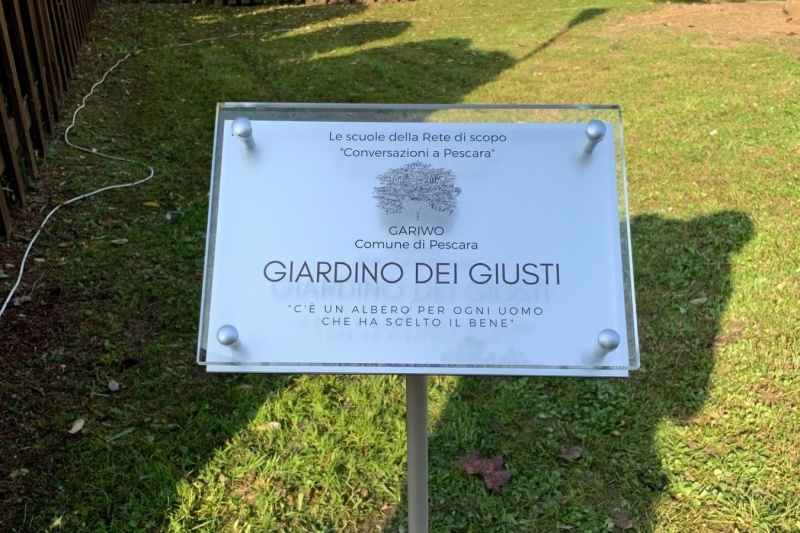 Le scuole della Rete di scopo
"Conversazioni a Pescara"
GARIWO
Comune di Pescara
GIARDINO DEI GIUSTI
"C'È UN ALBERO PER OGNI UOMO
CHE HA SCELTO IL BENE"